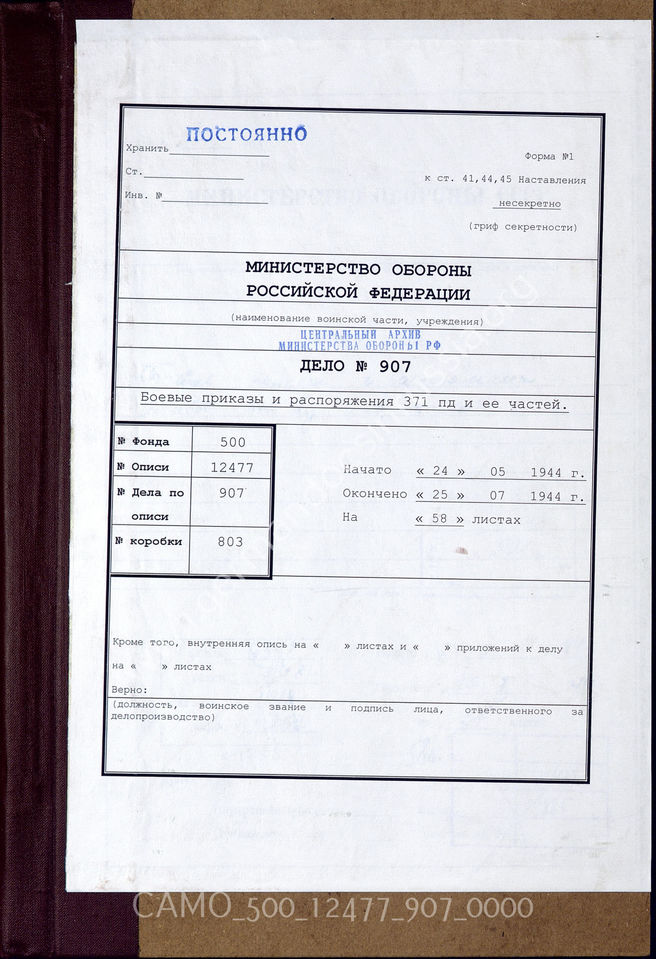 ПОСТОЯННО
Хранить
Форма №1
Ст.
к ст. 41,44,45 Наставления
Инв. №
несекретно
(гриф секретности)
МИНИСТЕРСТВО ОБОРОНЫ
РОССИЙСКОЙ ФЕДЕРАЦИИ
(наименование воинской части, учреждения)
ЦЕНТРАЛЬНЫЙ АРХИВ
МИНИСТЕРСТВА ОБОРОНЫ РФ
ДЕЛО № 907
Боевые приказы и распоряжения 371 пд и ее частей.
№ Фонда 500
№ Описи 12477
Начато « 24 » 05 1944 г.
№ Дела по 907
Окончено « 25 » 07 1944 г.
описи
На « 58 » листах
№ коробки 803
Кроме того, внутренняя опись на « » листах и « » приложений к делу
на « » листах
Верно:
(должность, воинское звание и подпись лица, ответственного за
делопроизводство)
CAMO_500_12477_907_0000